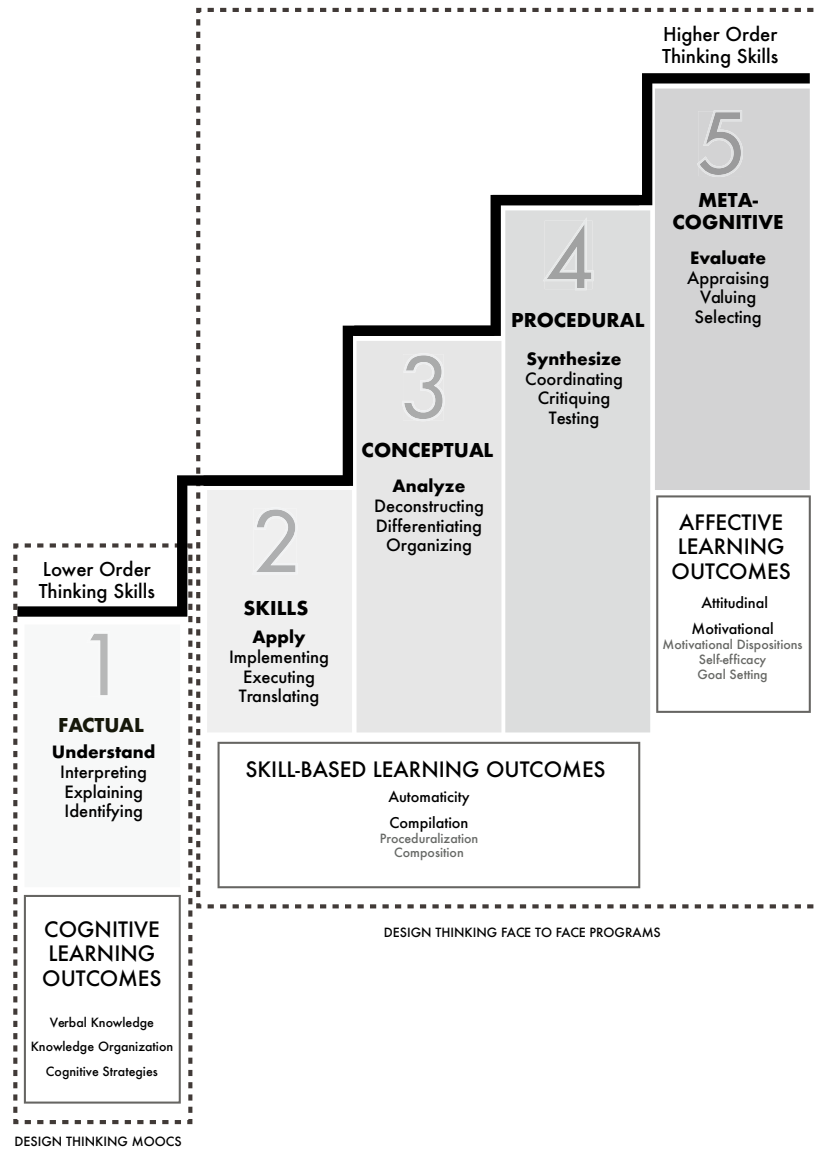 Higher Order
Thinking Skills
5
META-
COGNITIVE
Evaluate
Appraising
Valuing
Selecting
4
PROCEDURAL
Synthesize
Coordinating
Critiquing
Testing
3
CONCEPTUAL
Analyze
Deconstructing
Differentiating
Organizing
2
SKILLS
Apply
Implementing
Executing
Translating
Lower Order
Thinking Skills
1
FACTUAL
Understand
Interpreting
Explaining
Identifying
AFFECTIVE
LEARNING
OUTCOMES
Attitudinal
Motivational
Motivational Dispositions
Self-efficacy
Goal Setting
SKILL-BASED LEARNING OUTCOMES
Automaticity
Compilation
Proceduralization
Composition
COGNITIVE
LEARNING
OUTCOMES
Verbal Knowledge
Knowledge Organization
Cognitive Strategies
DESIGN THINKING FACE TO FACE PROGRAMS
DESIGN THINKING MOOCS